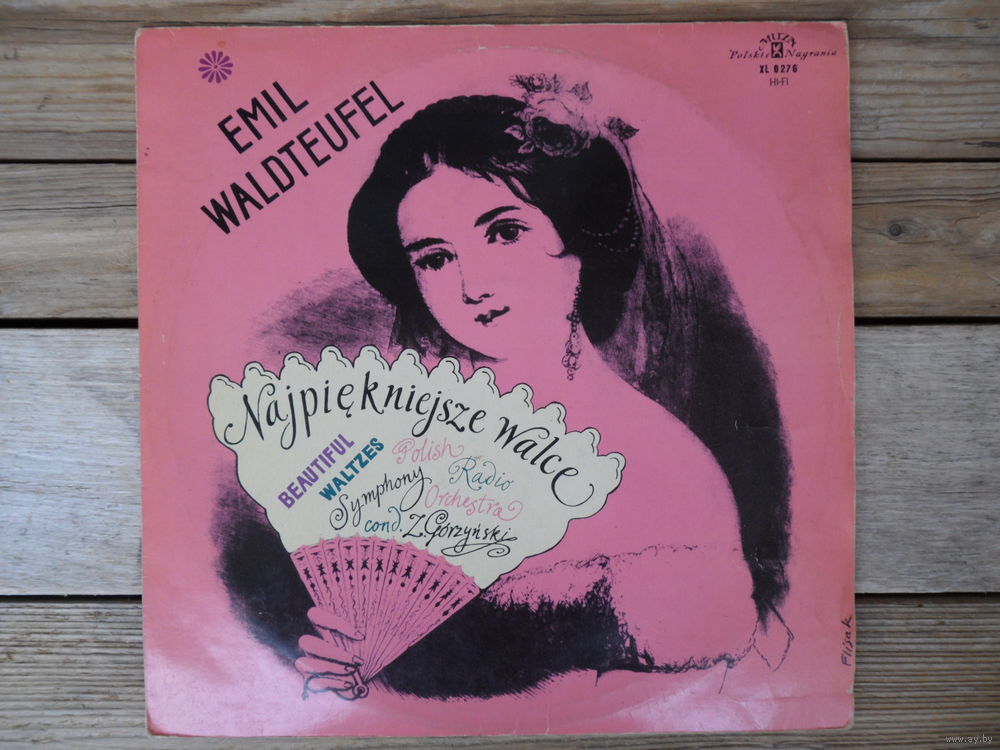 EMIL
WALDTEUFEL
MUZA
Polskie Nagrania
XL 0276
HI-FI
Najpiękniejsze walce
BEAUTIFUL
WALTZES
Polish
Radio
Symphony
Orchestra
cond. Z. Górzyński
Flisak
www.ay.by